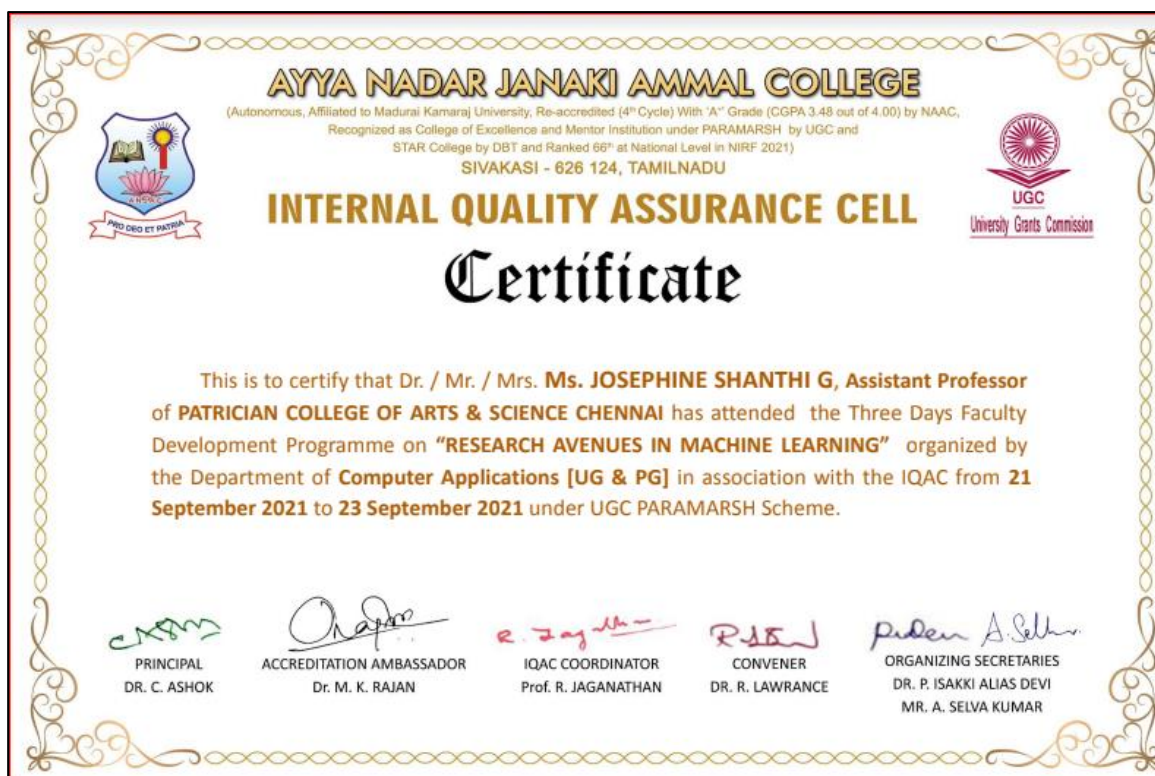 AYYA NADAR JANAKI AMMAL COLLEGE
(Autonomous, Affiliated to Madurai Kamaraj University, Re-accredited (4th Cycle) With 'A+' Grade (CGPA 3.48 out of 4.00) by NAAC,
Recognized as College of Excellence and Mentor Institution under PARAMARSH by UGC and
STAR College by DBT and Ranked 66th at National Level in NIRF 2021)
SIVAKASI - 626 124, TAMILNADU
ANJAC
PRO DEO ET PATRIA
UGC
University Grants Commission
INTERNAL QUALITY ASSURANCE CELL
Certificate
This is to certify that Dr. / Mr. / Mrs. Ms. JOSEPHINE SHANTHI G, Assistant Professor
of PATRICIAN COLLEGE OF ARTS & SCIENCE CHENNAI has attended the Three Days Faculty
Development Programme on “RESEARCH AVENUES IN MACHINE LEARNING” organized by
the Department of Computer Applications [UG & PG] in association with the IQAC from 21
September 2021 to 23 September 2021 under UGC PARAMARSH Scheme.
PRINCIPAL
DR. C. ASHOK
ACCREDITATION AMBASSADOR
Dr. M. K. RAJAN
R. Jag
IQAC COORDINATOR
Prof. R. JAGANATHAN
CONVENER
DR. R. LAWRANCE
A. Selv
ORGANIZING SECRETARIES
DR. P. ISAKKI ALIAS DEVI
MR. A. SELVA KUMAR